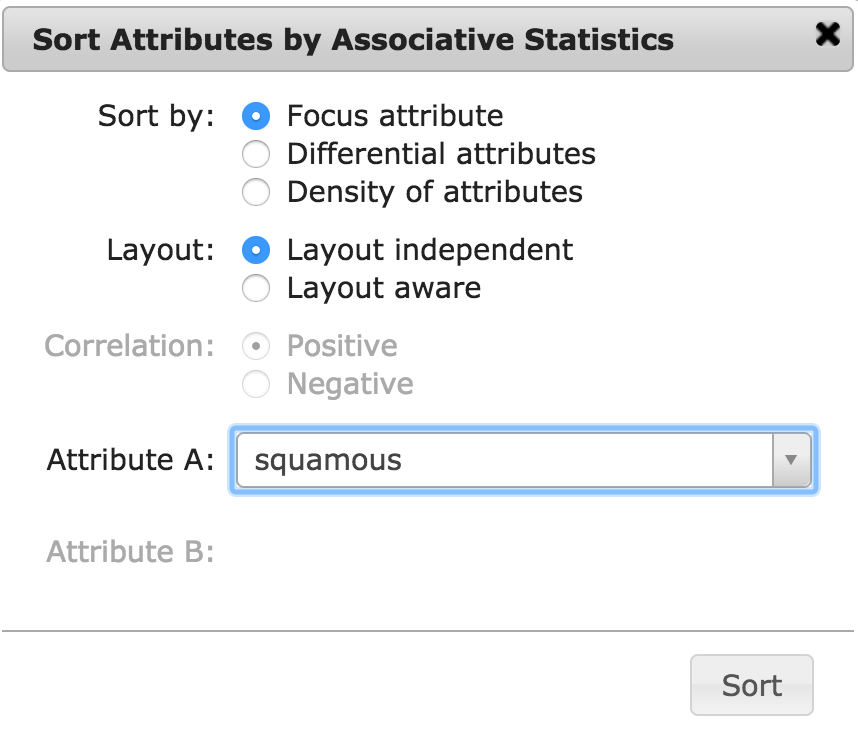 Sort Attributes by Associative Statistics
Sort by: Focus attribute
Differential attributes
Density of attributes
Layout: Layout independent
Layout aware
Correlation: Positive
Negative
Attribute A: squamous
Attribute B:
Sort